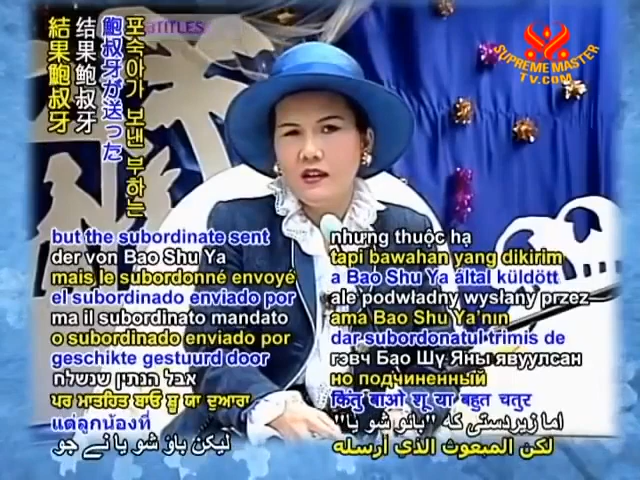 結果鮑叔牙
结果鲍叔牙
鮑叔牙が送った
포숙아가 보낸 부하는
SUPREME MASTER
TV.COM
but the subordinate sent
der von Bao Shu Ya
mais le subordonné envoyé
el subordinado enviado por
ma il subordinato mandato
o subordinado enviado por
geschikte gestuurd door
אבל הנתין שנשלח
ਪਰ ਮਾਤਹਿਤ ਬਾਓ ਸ਼ੂ ਯਾ ਦੁਆਰਾ
แต่ลูกน้องที่
لیکن باؤ شو یا نے جو
nhưng thuộc hạ
tapi bawahan yang dikirim
a Bao Shu Ya által küldött
ale podwładny wysłany przez
ama Bao Shu Ya'nın
dar subordonatul trimis de
гэвч Бао Шү Яны явуулсан
но подчиненный
किंतु बाओ शू या बहुत चतुर
اما زیردستی که "بائو شو یا"
لكن المبعوث الذي أرسله